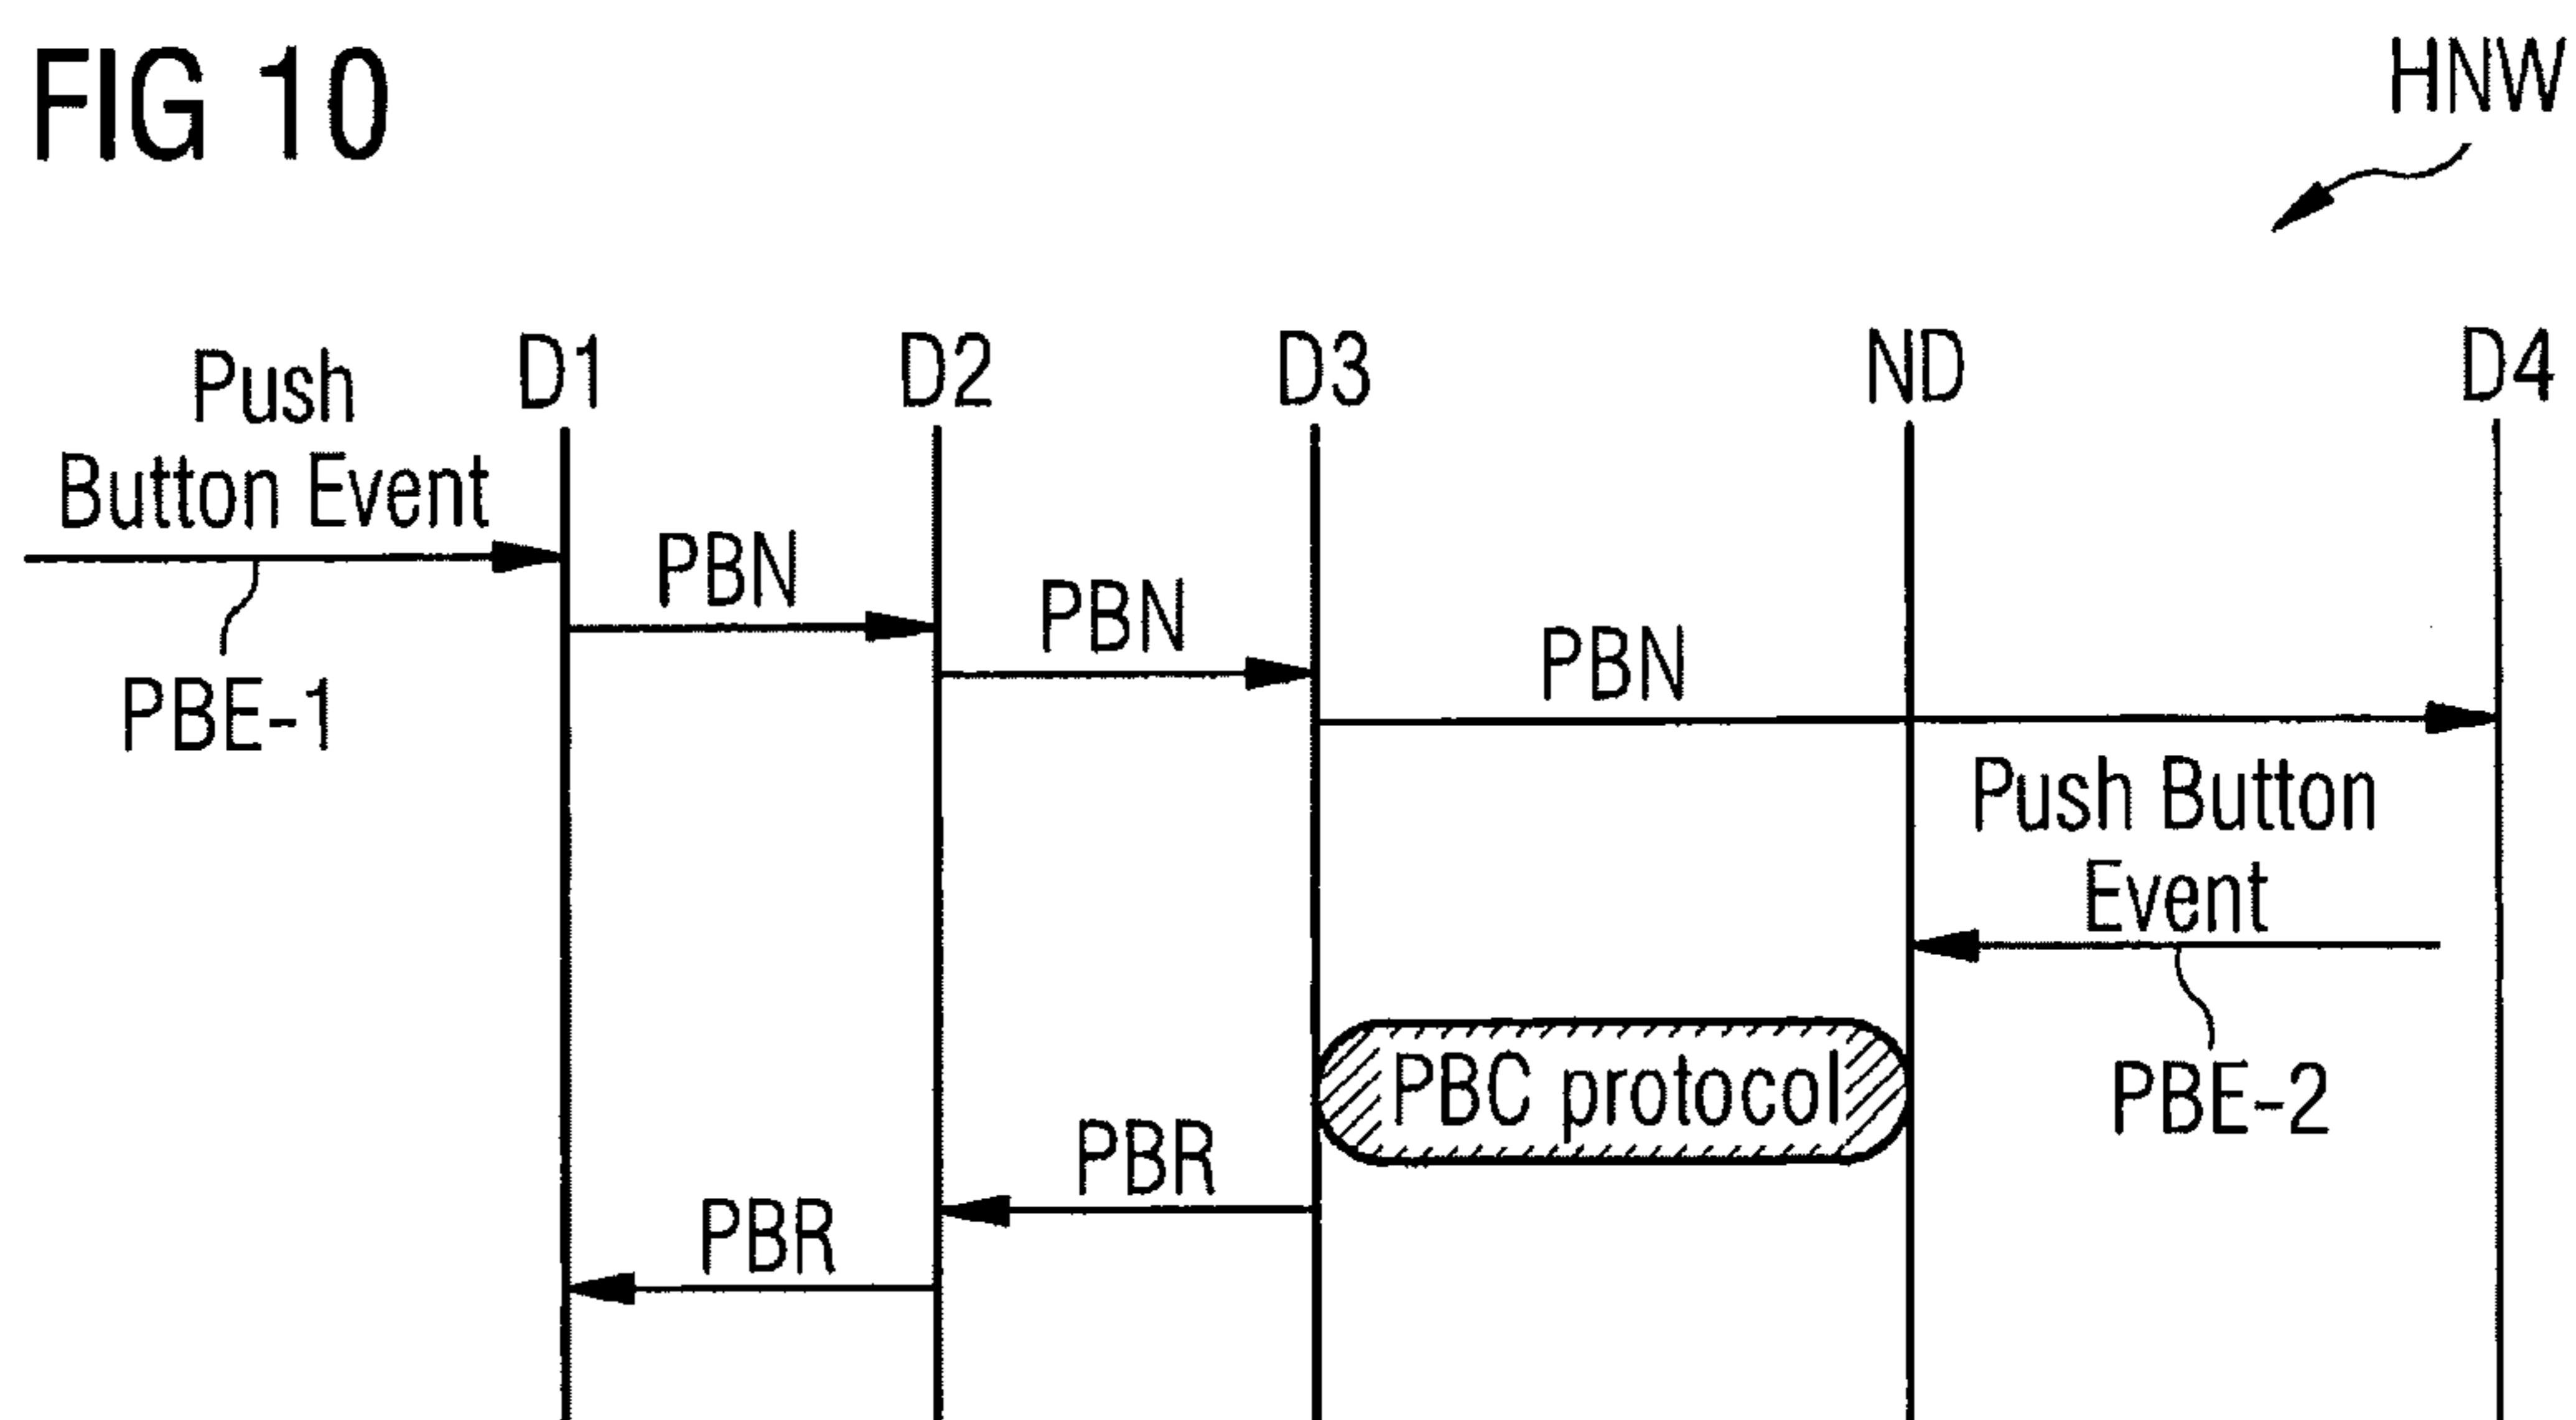 FIG 10
HNW
D1
D2
D3
ND
D4
Push
Button Event
PBE-1
PBN
PBN
PBN
Push Button
Event
PBE-2
PBC protocol
PBR
PBR